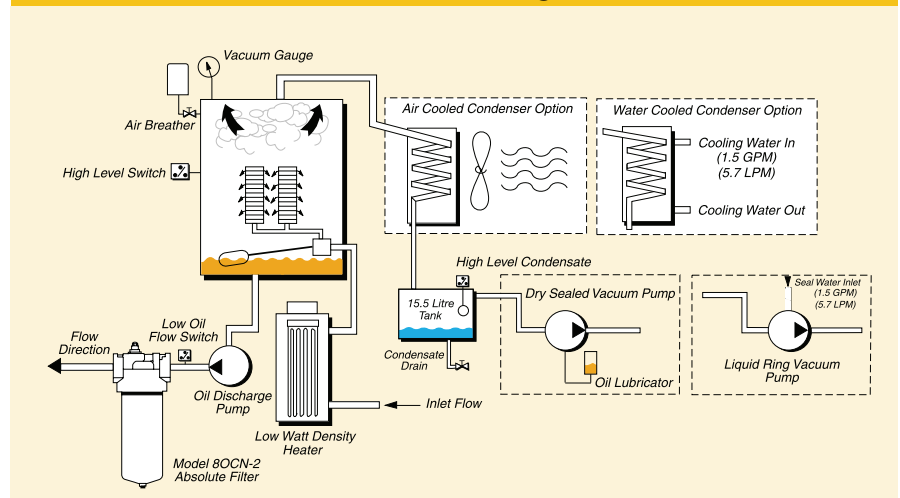 Vacuum Gauge
Air Breather
High Level Switch
Air Cooled Condenser Option
Water Cooled Condenser Option
Cooling Water In
(1.5 GPM)
(5.7 LPM)
Cooling Water Out
High Level Condensate
15.5 Litre
Tank
Dry Sealed Vacuum Pump
Seal Water Inlet
(1.5 GPM)
(5.7 LPM)
Flow
Direction
Low Oil
Flow Switch
Condensate
Drain
Oil Lubricator
Liquid Ring Vacuum
Pump
Oil Discharge
Pump
Inlet Flow
Low Watt Density
Heater
Model 8OCN-2
Absolute Filter